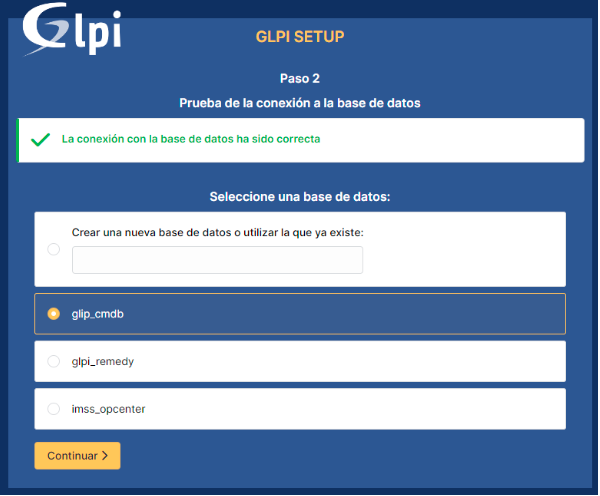 Glpi
GLPI SETUP
Paso 2
Prueba de la conexión a la base de datos
La conexión con la base de datos ha sido correcta
Seleccione una base de datos:
Crear una nueva base de datos o utilizar la que ya existe:
glip_cmdb
glpi_remedy
imss_opcenter
Continuar